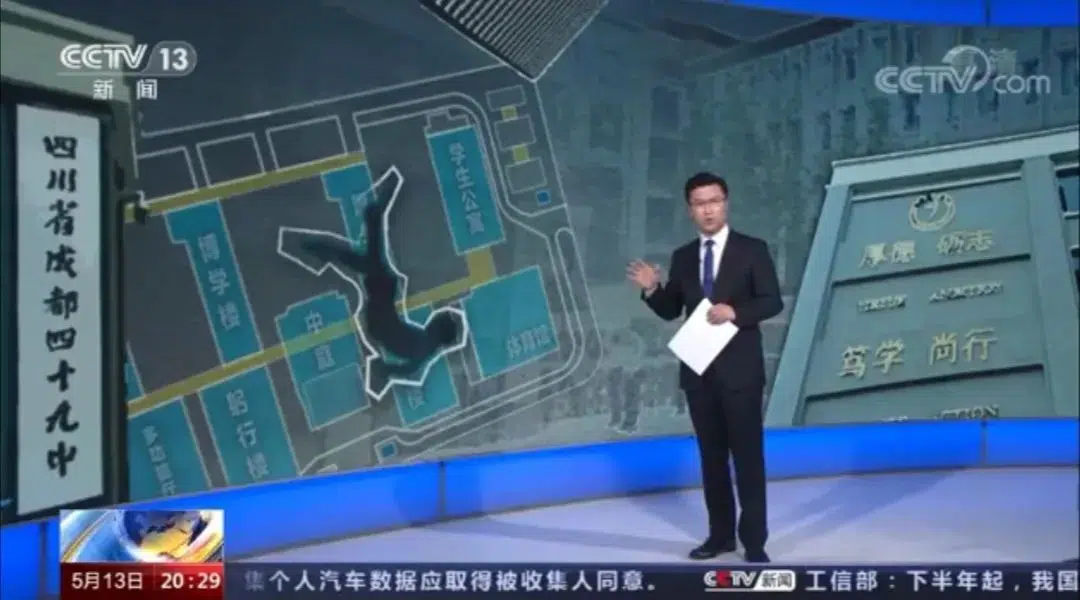 CCTV 13
新闻
CCTV.com
四川省成都四十九中
学生公寓
博学楼
中庭
体育馆
躬行楼
楼
厚德 砺志
笃学 尚行
5月13日 20:29
集个人汽车数据应取得被收集人同意。 CCTV新闻 工信部：下半年起，我国